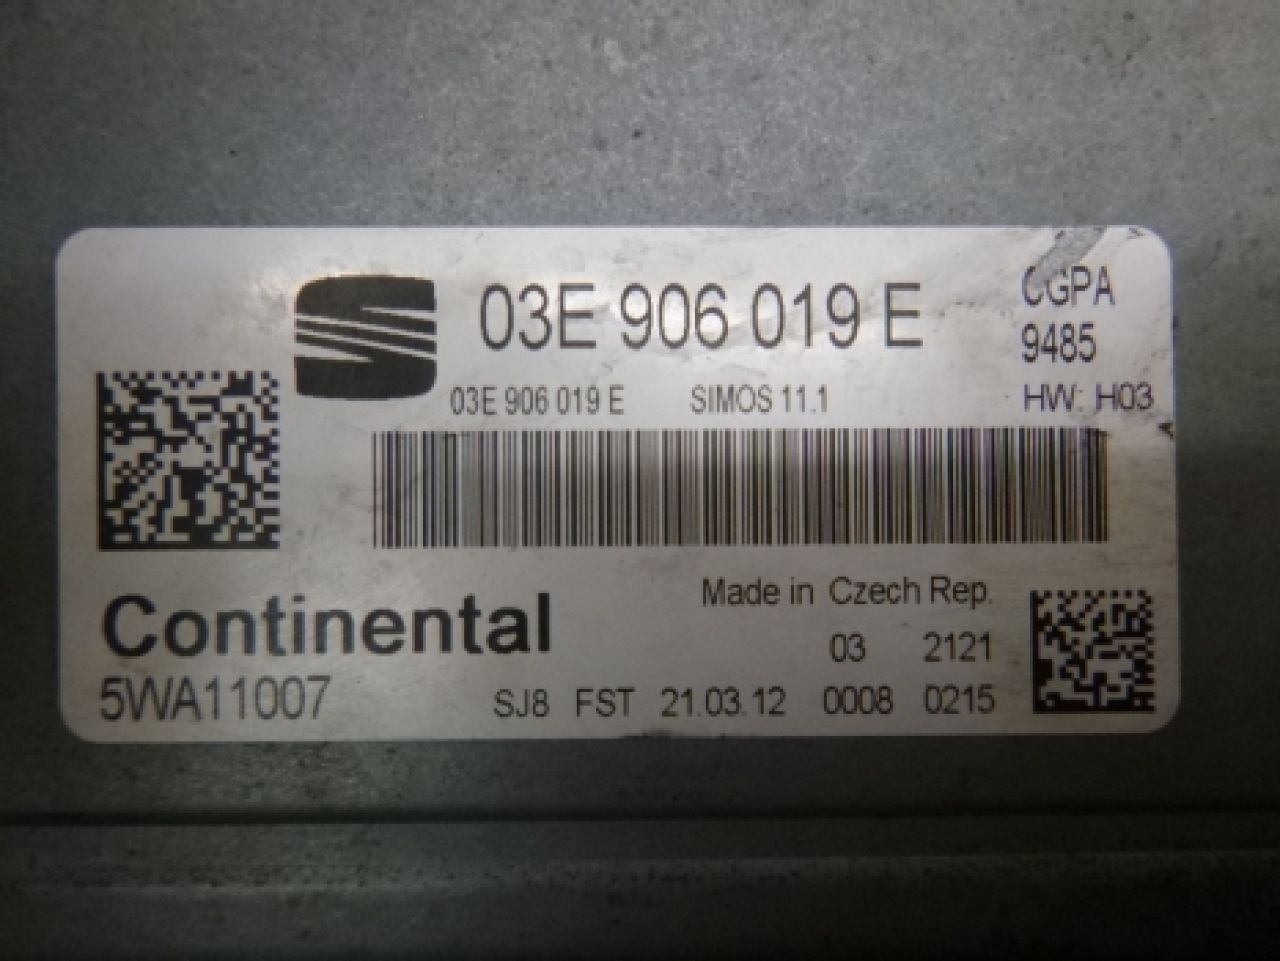 03E 906 019 E
CGPA
9485
03E 906 019 E SIMOS 11.1 HW: H03
Continental
Made in Czech Rep.
03 2121
5WA11007 SJ8 FST 21.03.12 0008 0215